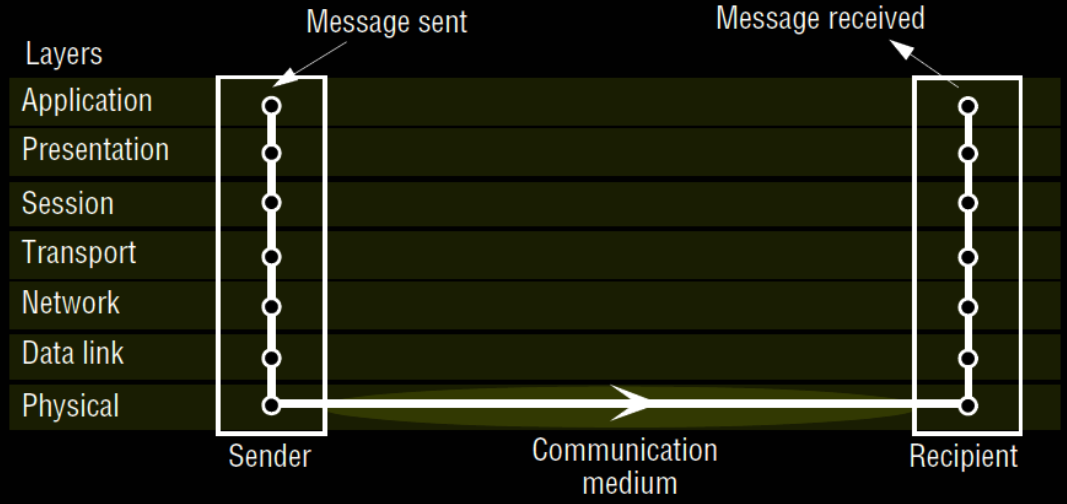 Message sent
Message received
Layers
Application
Presentation
Session
Transport
Network
Data link
Physical
Sender
Communication
medium
Recipient